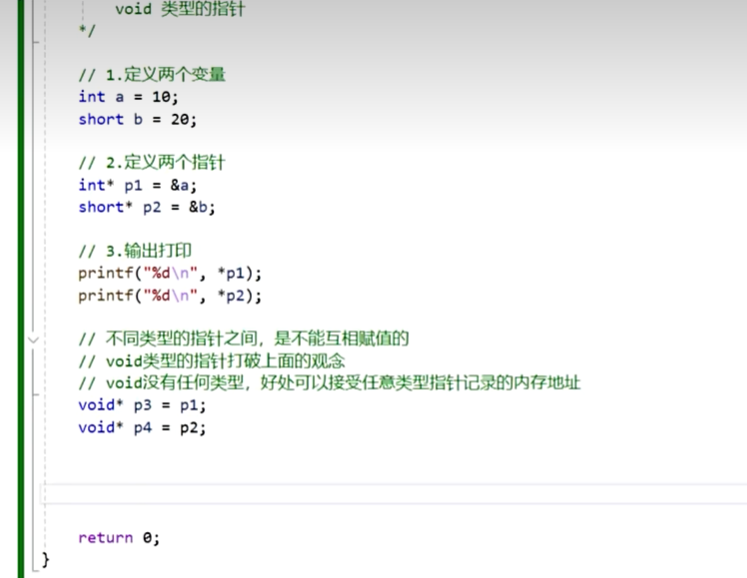 void 类型的指针
*/
// 1.定义两个变量
int a = 10;
short b = 20;
// 2.定义两个指针
int* p1 = &a;
short* p2 = &b;
// 3.输出打印
printf("%d\n", *p1);
printf("%d\n", *p2);
// 不同类型的指针之间，是不能互相赋值的
// void类型的指针打破上面的观念
// void没有任何类型，好处可以接受任意类型指针记录的内存地址
void* p3 = p1;
void* p4 = p2;
return 0;
}